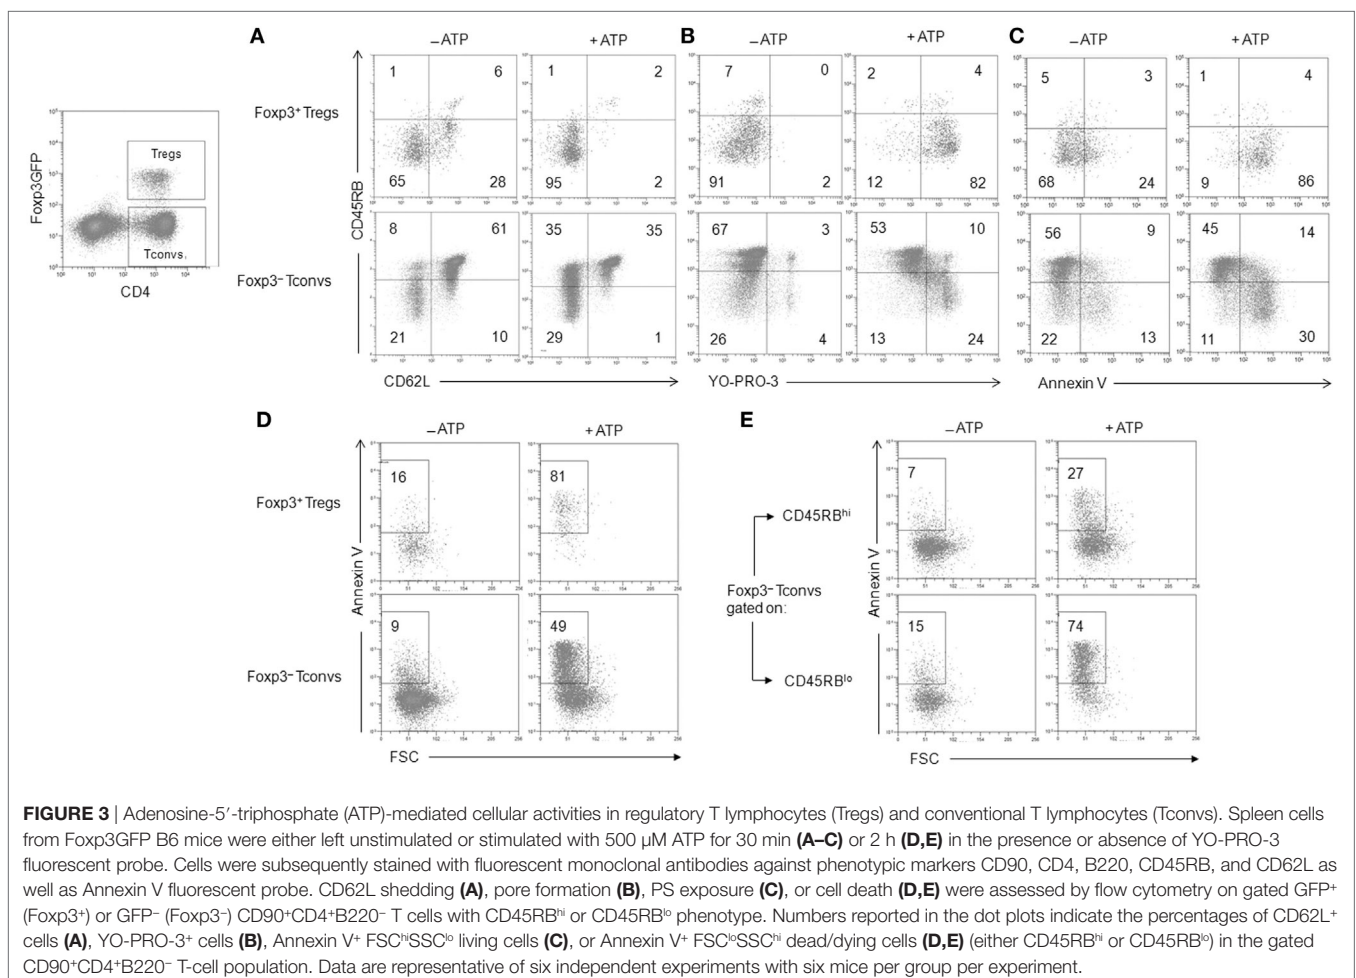 A
– ATP
+ ATP
B
– ATP
+ ATP
C
– ATP
+ ATP
Foxp3⁺ Tregs
1 6
65 28
1 2
95 2
7 0
91 2
2 4
12 82
5 3
68 24
1 4
9 86
Foxp3GFP
Tregs
Tconvs
CD4
CD45RB
Foxp3⁻ Tconvs
8 61
21 10
35 35
29 1
67 3
26 4
53 10
13 24
56 9
22 13
45 14
11 30
CD62L
YO-PRO-3
Annexin V
D
– ATP
+ ATP
Foxp3⁺ Tregs
16
81
Annexin V
Foxp3⁻ Tconvs
9
49
0 51 102 205 256
FSC
E
– ATP
+ ATP
CD45RBʰⁱ
7
27
Foxp3⁻ Tconvs
gated on:
Annexin V
CD45RBˡᵒ
15
74
0 51 102 205 256
FSC
FIGURE 3 | Adenosine-5′-triphosphate (ATP)-mediated cellular activities in regulatory T lymphocytes (Tregs) and conventional T lymphocytes (Tconvs). Spleen cells
from Foxp3GFP B6 mice were either left unstimulated or stimulated with 500 μM ATP for 30 min (A–C) or 2 h (D,E) in the presence or absence of YO-PRO-3
fluorescent probe. Cells were subsequently stained with fluorescent monoclonal antibodies against phenotypic markers CD90, CD4, B220, CD45RB, and CD62L as
well as Annexin V fluorescent probe. CD62L shedding (A), pore formation (B), PS exposure (C), or cell death (D,E) were assessed by flow cytometry on gated GFP⁺
(Foxp3⁺) or GFP⁻ (Foxp3⁻) CD90⁺CD4⁺B220⁻ T cells with CD45RBʰⁱ or CD45RBˡᵒ phenotype. Numbers reported in the dot plots indicate the percentages of CD62L⁺
cells (A), YO-PRO-3⁺ cells (B), Annexin V⁺ FSCʰⁱSSCˡᵒ living cells (C), or Annexin V⁺ FSCˡᵒSSCʰⁱ dead/dying cells (D,E) (either CD45RBʰⁱ or CD45RBˡᵒ) in the gated
CD90⁺CD4⁺B220⁻ T-cell population. Data are representative of six independent experiments with six mice per group per experiment.